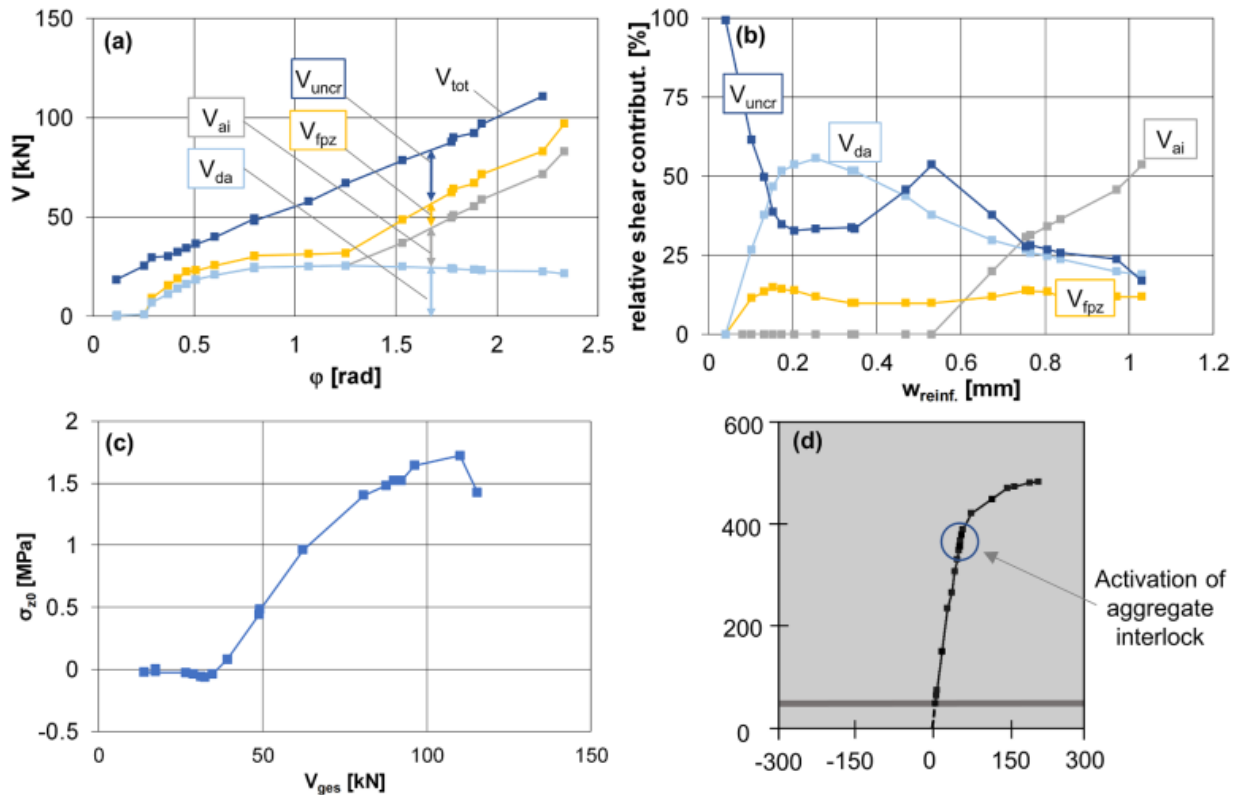 (a)
V [kN]
150
100
50
0
V_uncr
V_tot
V_ai
V_fpz
V_da
0 0.5 1 1.5 2 2.5
φ [rad]
(b)
relative shear contribut. [%]
100
75
50
25
0
V_uncr
V_da
V_ai
V_fpz
0 0.2 0.4 0.6 0.8 1 1.2
w_reinf. [mm]
(c)
σ_z0 [MPa]
2
1.5
1
0.5
0
-0.5
0 50 100 150
V_ges [kN]
(d)
600
400
200
0
-300 -150 0 150 300
Activation of
aggregate
interlock